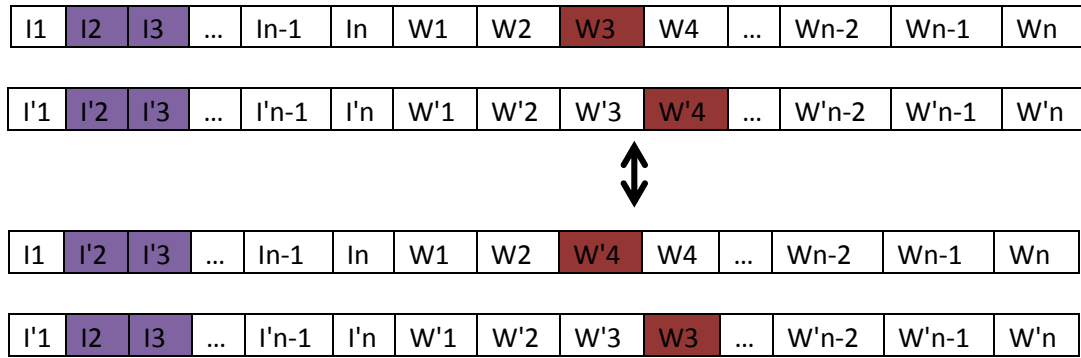 I1 I2 I3 ... In-1 In W1 W2 W3 W4 ... Wn-2 Wn-1 Wn
I'1 I'2 I'3 ... I'n-1 I'n W'1 W'2 W'3 W'4 ... W'n-2 W'n-1 W'n
I1 I'2 I'3 ... In-1 In W1 W2 W'4 W4 ... Wn-2 Wn-1 Wn
I'1 I2 I3 ... I'n-1 I'n W'1 W'2 W'3 W3 ... W'n-2 W'n-1 W'n